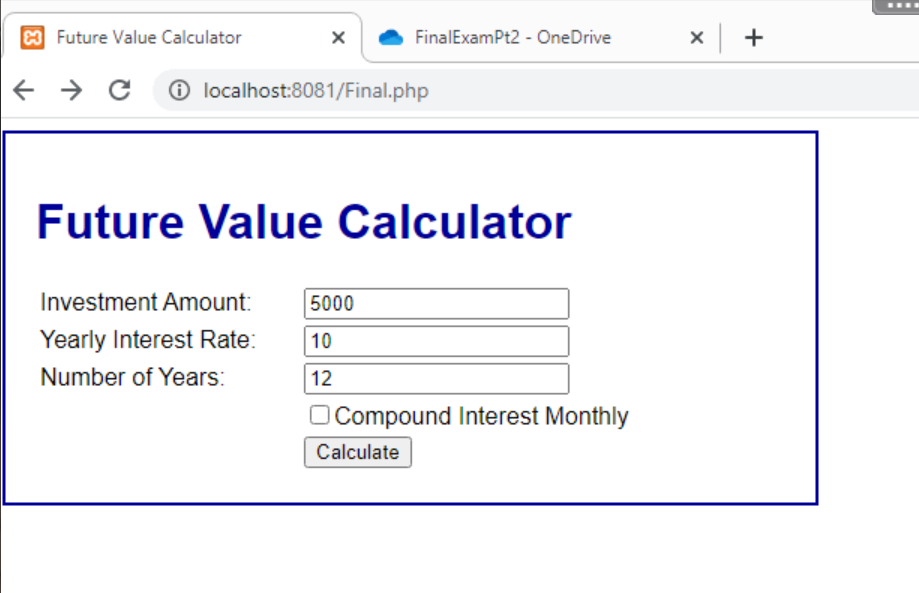 Future Value Calculator
FinalExamPt2 - OneDrive
localhost:8081/Final.php
Future Value Calculator
Investment Amount: 5000
Yearly Interest Rate: 10
Number of Years: 12
Compound Interest Monthly
Calculate